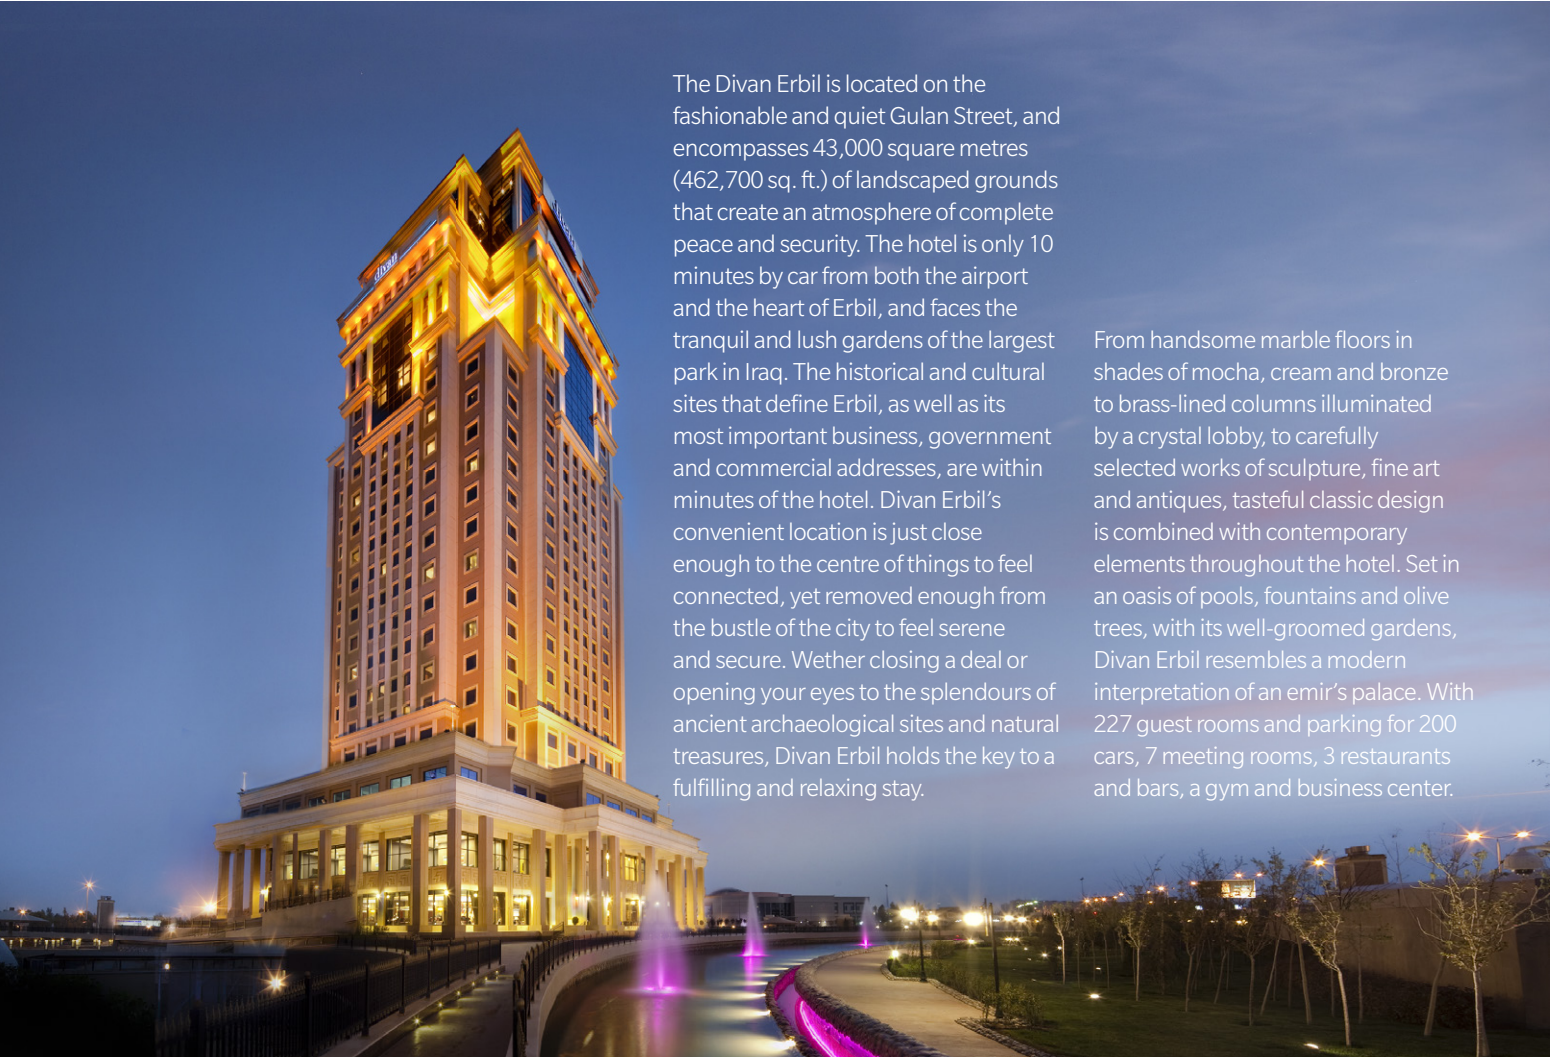 The Divan Erbil is located on the
fashionable and quiet Gulan Street, and
encompasses 43,000 square metres
(462,700 sq. ft.) of landscaped grounds
that create an atmosphere of complete
peace and security. The hotel is only 10
minutes by car from both the airport
and the heart of Erbil, and faces the
tranquil and lush gardens of the largest
park in Iraq. The historical and cultural
sites that define Erbil, as well as its
most important business, government
and commercial addresses, are within
minutes of the hotel. Divan Erbil’s
convenient location is just close
enough to the centre of things to feel
connected, yet removed enough from
the bustle of the city to feel serene
and secure. Wether closing a deal or
opening your eyes to the splendours of
ancient archaeological sites and natural
treasures, Divan Erbil holds the key to a
fulfilling and relaxing stay.
From handsome marble floors in
shades of mocha, cream and bronze
to brass-lined columns illuminated
by a crystal lobby, to carefully
selected works of sculpture, fine art
and antiques, tasteful classic design
is combined with contemporary
elements throughout the hotel. Set in
an oasis of pools, fountains and olive
trees, with its well-groomed gardens,
Divan Erbil resembles a modern
interpretation of an emir’s palace. With
227 guest rooms and parking for 200
cars, 7 meeting rooms, 3 restaurants
and bars, a gym and business center.
divan